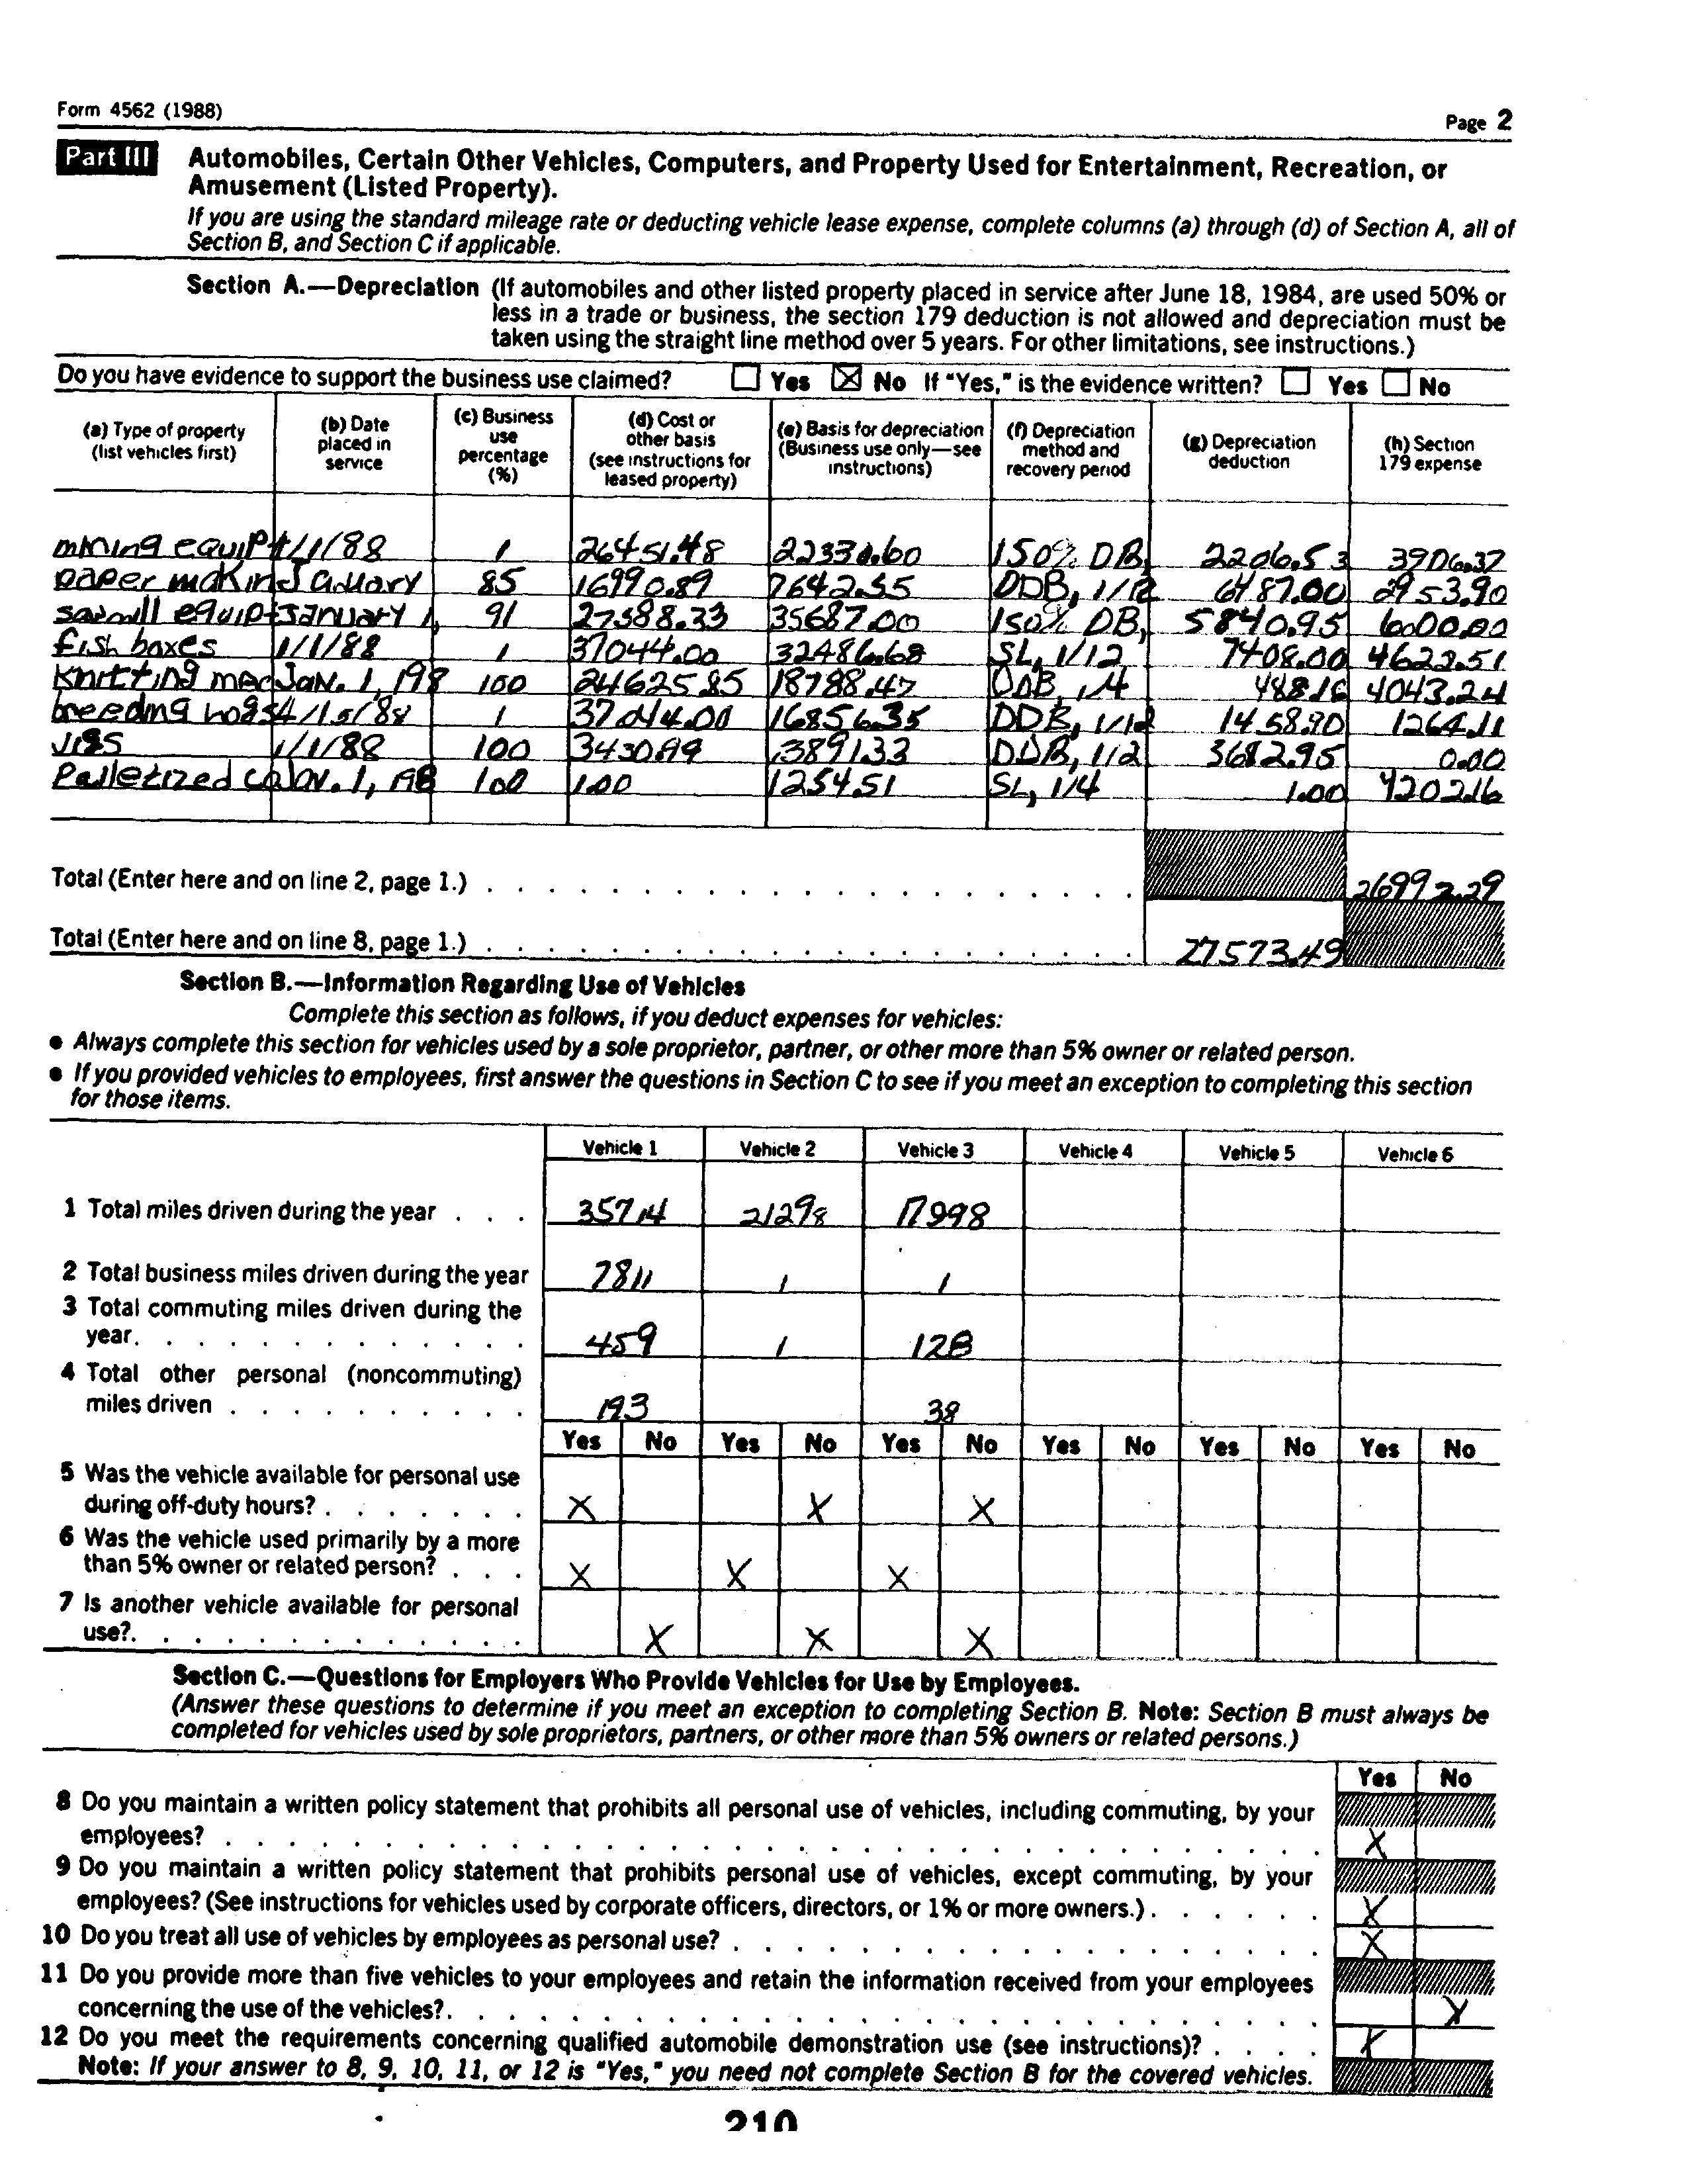 Form 4562 (1988)
Page 2
Part III Automobiles, Certain Other Vehicles, Computers, and Property Used for Entertainment, Recreation, or
Amusement (Listed Property).
If you are using the standard mileage rate or deducting vehicle lease expense, complete columns (a) through (d) of Section A, all of
Section B, and Section C if applicable.
Section A.—Depreciation (If automobiles and other listed property placed in service after June 18, 1984, are used 50% or
less in a trade or business, the section 179 deduction is not allowed and depreciation must be
taken using the straight line method over 5 years. For other limitations, see instructions.)
Do you have evidence to support the business use claimed? Yes ☒ No If "Yes," is the evidence written? Yes No
(a) Type of property (list vehicles first) (b) Date placed in service (c) Business use percentage (%) (d) Cost or other basis (see instructions for leased property) (e) Basis for depreciation (Business use only—see instructions) (f) Depreciation method and recovery period (g) Depreciation deduction (h) Section 179 expense
mining equipt 1/1/88 1 26451.48 150% DB, 2206.53 3906.37
paper making January 85 16990.89 7642.55 DDB, 1/12 6487.00 2953.90
sawmill equipt January 1, 91 27588.33 35687.00 150% DB, 5840.95 6000.00
fish boxes 1/1/88 1 37044.00 32486.68 SL, 1/12 7408.00 4622.51
Knitting mac Jan. 1, 198 100 24625.85 18788.47 488.16 4043.24
breeding hogs 4/15/88 1 37044.00 16856.35 DDB, 1/12 1458.90 1264.11
jigs 1/1/88 100 3430.99 1389.33 DDB, 1/2 3682.95 0.00
Palletized ca Nov. 1, 198 100 1.00 1254.51 SL, 1/4 1.00 4202.16
Total (Enter here and on line 2, page 1.) 26992.29
Total (Enter here and on line 8, page 1.) 27573.49
Section B.—Information Regarding Use of Vehicles
Complete this section as follows, if you deduct expenses for vehicles:
● Always complete this section for vehicles used by a sole proprietor, partner, or other more than 5% owner or related person.
● If you provided vehicles to employees, first answer the questions in Section C to see if you meet an exception to completing this section
for those items.
Vehicle 1 Vehicle 2 Vehicle 3 Vehicle 4 Vehicle 5 Vehicle 6
1 Total miles driven during the year . . . 35714 21298 17998
2 Total business miles driven during the year 7811 1 1
3 Total commuting miles driven during the
year. . . . 459 1 128
4 Total other personal (noncommuting)
miles driven . . . 193 38
Yes No Yes No Yes No Yes No Yes No Yes No
5 Was the vehicle available for personal use
during off-duty hours? . . . X X X
6 Was the vehicle used primarily by a more
than 5% owner or related person? . . . X X X
7 Is another vehicle available for personal
use?. . . . X X X
Section C.—Questions for Employers Who Provide Vehicles for Use by Employees.
(Answer these questions to determine if you meet an exception to completing Section B. Note: Section B must always be
completed for vehicles used by sole proprietors, partners, or other more than 5% owners or related persons.)
Yes No
8 Do you maintain a written policy statement that prohibits all personal use of vehicles, including commuting, by your
employees? . . . X
9 Do you maintain a written policy statement that prohibits personal use of vehicles, except commuting, by your
employees? (See instructions for vehicles used by corporate officers, directors, or 1% or more owners.) . . . X
10 Do you treat all use of vehicles by employees as personal use? . . . X
11 Do you provide more than five vehicles to your employees and retain the information received from your employees
concerning the use of the vehicles?. . . . X
12 Do you meet the requirements concerning qualified automobile demonstration use (see instructions)? . . . X
Note: If your answer to 8, 9, 10, 11, or 12 is "Yes," you need not complete Section B for the covered vehicles.
210